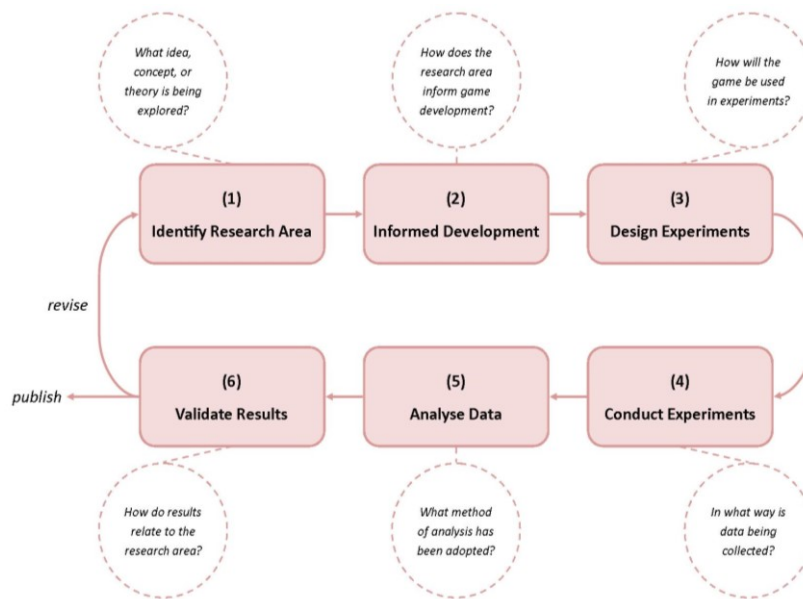 What idea,
concept, or
theory is being
explored?
How does the
research area
inform game
development?
How will the
game be used
in experiments?
(1)
Identify Research Area
(2)
Informed Development
(3)
Design Experiments
revise
publish
(6)
Validate Results
(5)
Analyse Data
(4)
Conduct Experiments
How do results
relate to the
research area?
What method
of analysis has
been adopted?
In what way is
data being
collected?